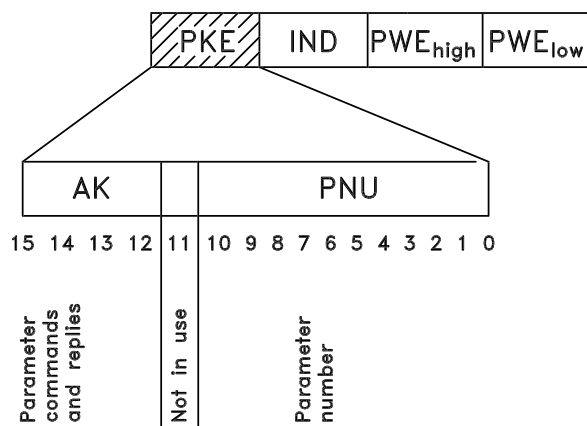 PKE IND PWEhigh PWElow
AK PNU
15 14 13 12 11 10 9 8 7 6 5 4 3 2 1 0
Parameter
commands
and replies
Not in use
Parameter
number